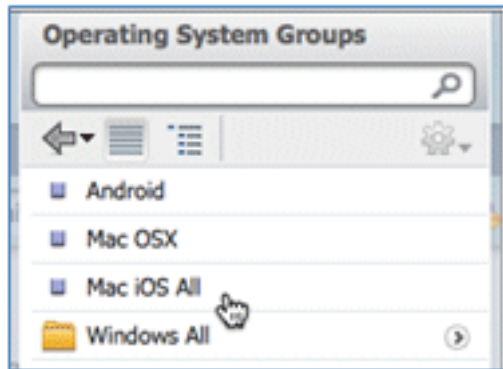 Operating System Groups
Android
Mac OSX
Mac iOS All
Windows All